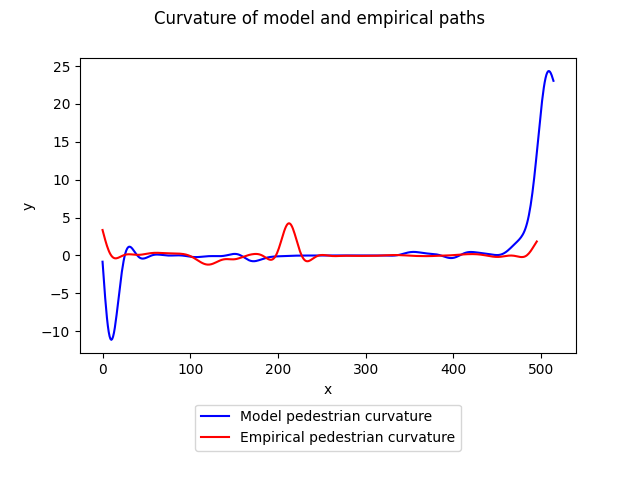 Curvature of model and empirical paths
25
20
15
10
5
0
−5
−10
y
0 100 200 300 400 500
x
Model pedestrian curvature
Empirical pedestrian curvature